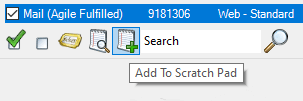 Mail (Agile Fulfilled) 9181306 Web - Standard
Search
Add To Scratch Pad